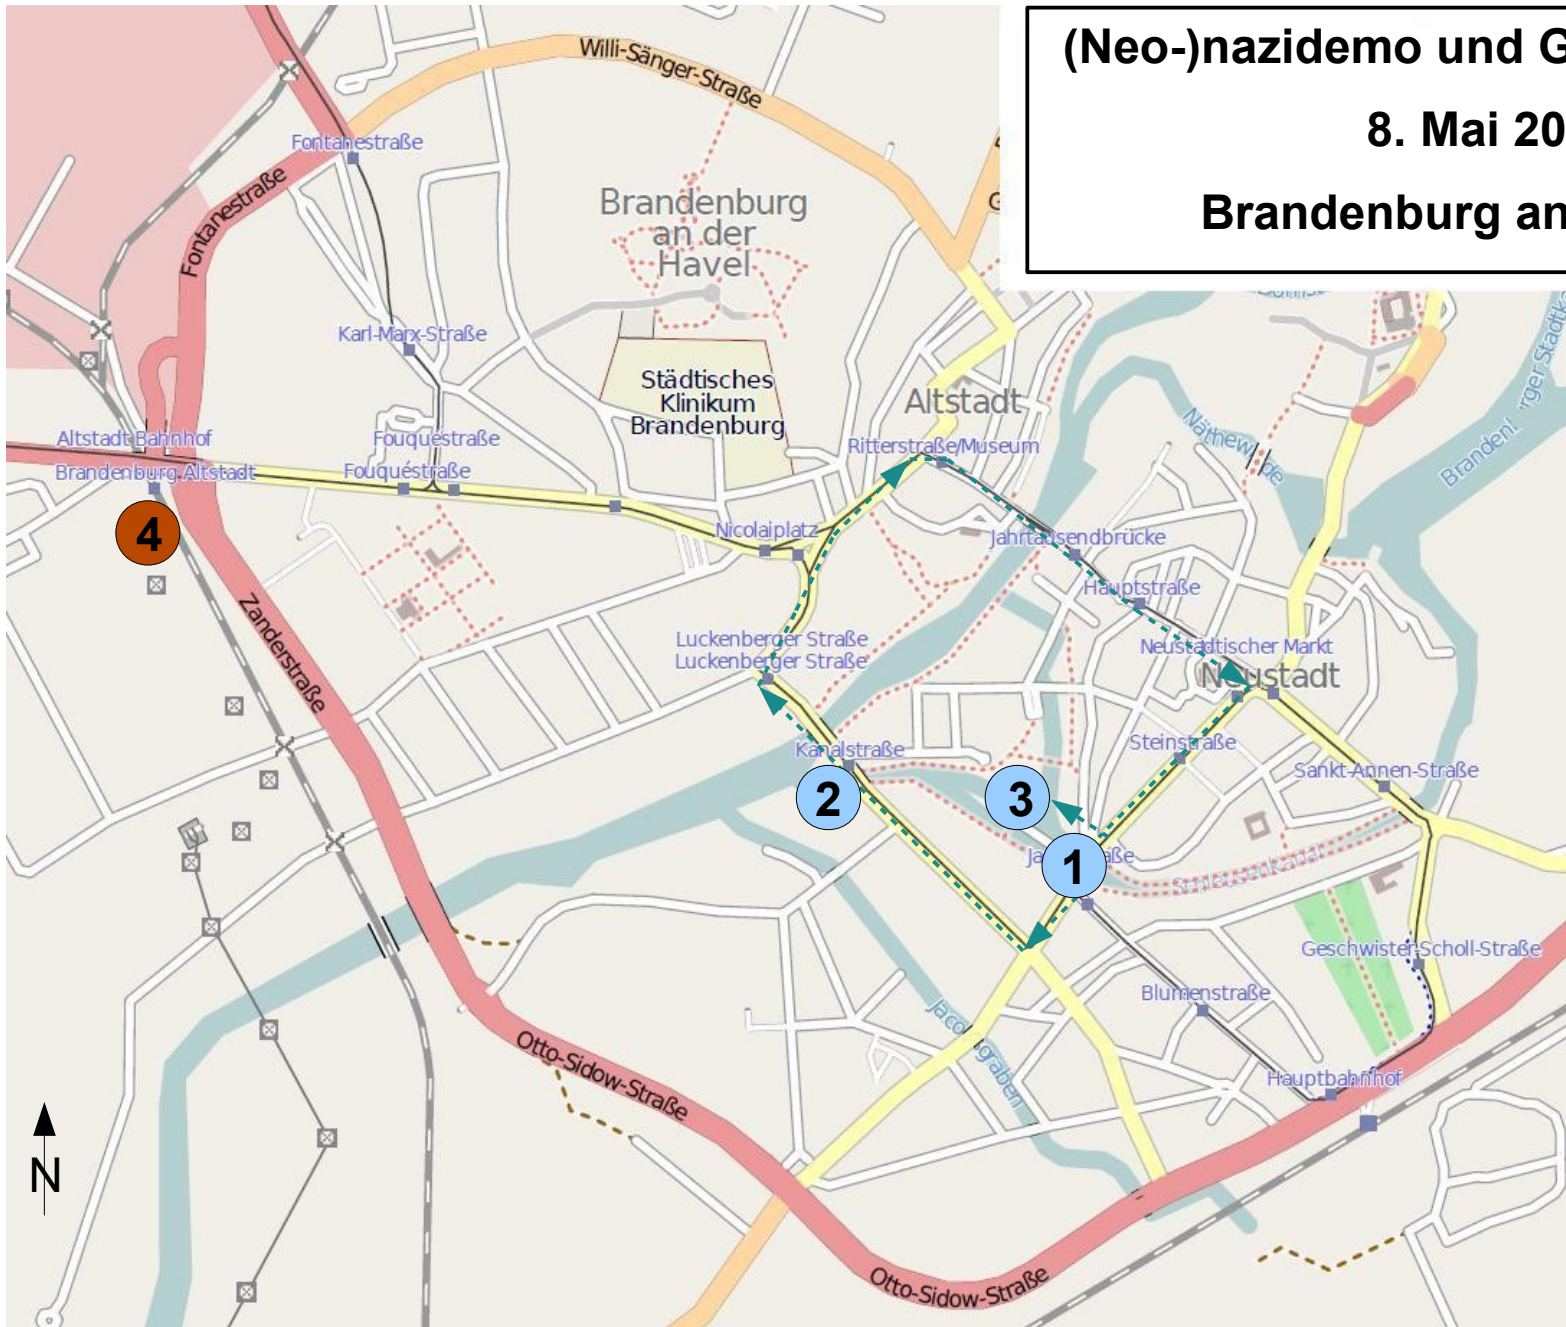 (Neo-)nazidemo und G
8. Mai 20
Brandenburg an
Willi-Sänger-Straße
Fontanestraße
Fontanestraße
Brandenburg
an der
Havel
Karl-Marx-Straße
Städtisches
Klinikum
Brandenburg
Altstadt
Altstadt Bahnhof
Brandenburg Altstadt
Fouquéstraße
Fouquéstraße
Ritterstraße/Museum
Näthewinde
Nicolaiplatz
Jahrtausendbrücke
Hauptstraße
4
Zanderstraße
Luckenberger Straße
Luckenberger Straße
Neustädtischer Markt
Neustadt
Kanalstraße
Steinstraße
Sankt-Annen-Straße
2
3
1
Schleusenkanal
Geschwister-Scholl-Straße
Blumenstraße
Jacobsgraben
Otto-Sidow-Straße
Hauptbahnhof
N
Otto-Sidow-Straße